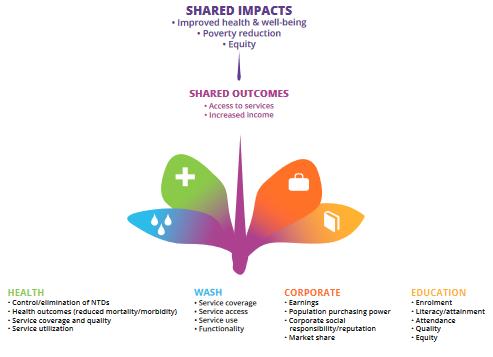 SHARED IMPACTS
• Improved health & well-being
• Poverty reduction
• Equity
SHARED OUTCOMES
• Access to services
• Increased income
HEALTH
• Control/elimination of NTDs
• Health outcomes (reduced mortality/morbidity)
• Service coverage and quality
• Service utilization
WASH
• Service coverage
• Service access
• Service use
• Functionality
CORPORATE
• Earnings
• Population purchasing power
• Corporate social
responsibility/reputation
• Market share
EDUCATION
• Enrolment
• Literacy/attainment
• Attendance
• Quality
• Equity